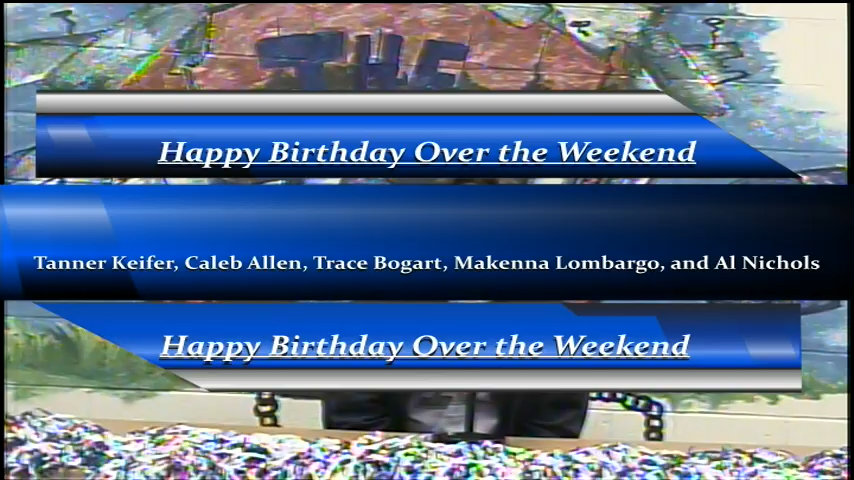 THE
Happy Birthday Over the Weekend
Tanner Keifer, Caleb Allen, Trace Bogart, Makenna Lombargo, and Al Nichols
Happy Birthday Over the Weekend